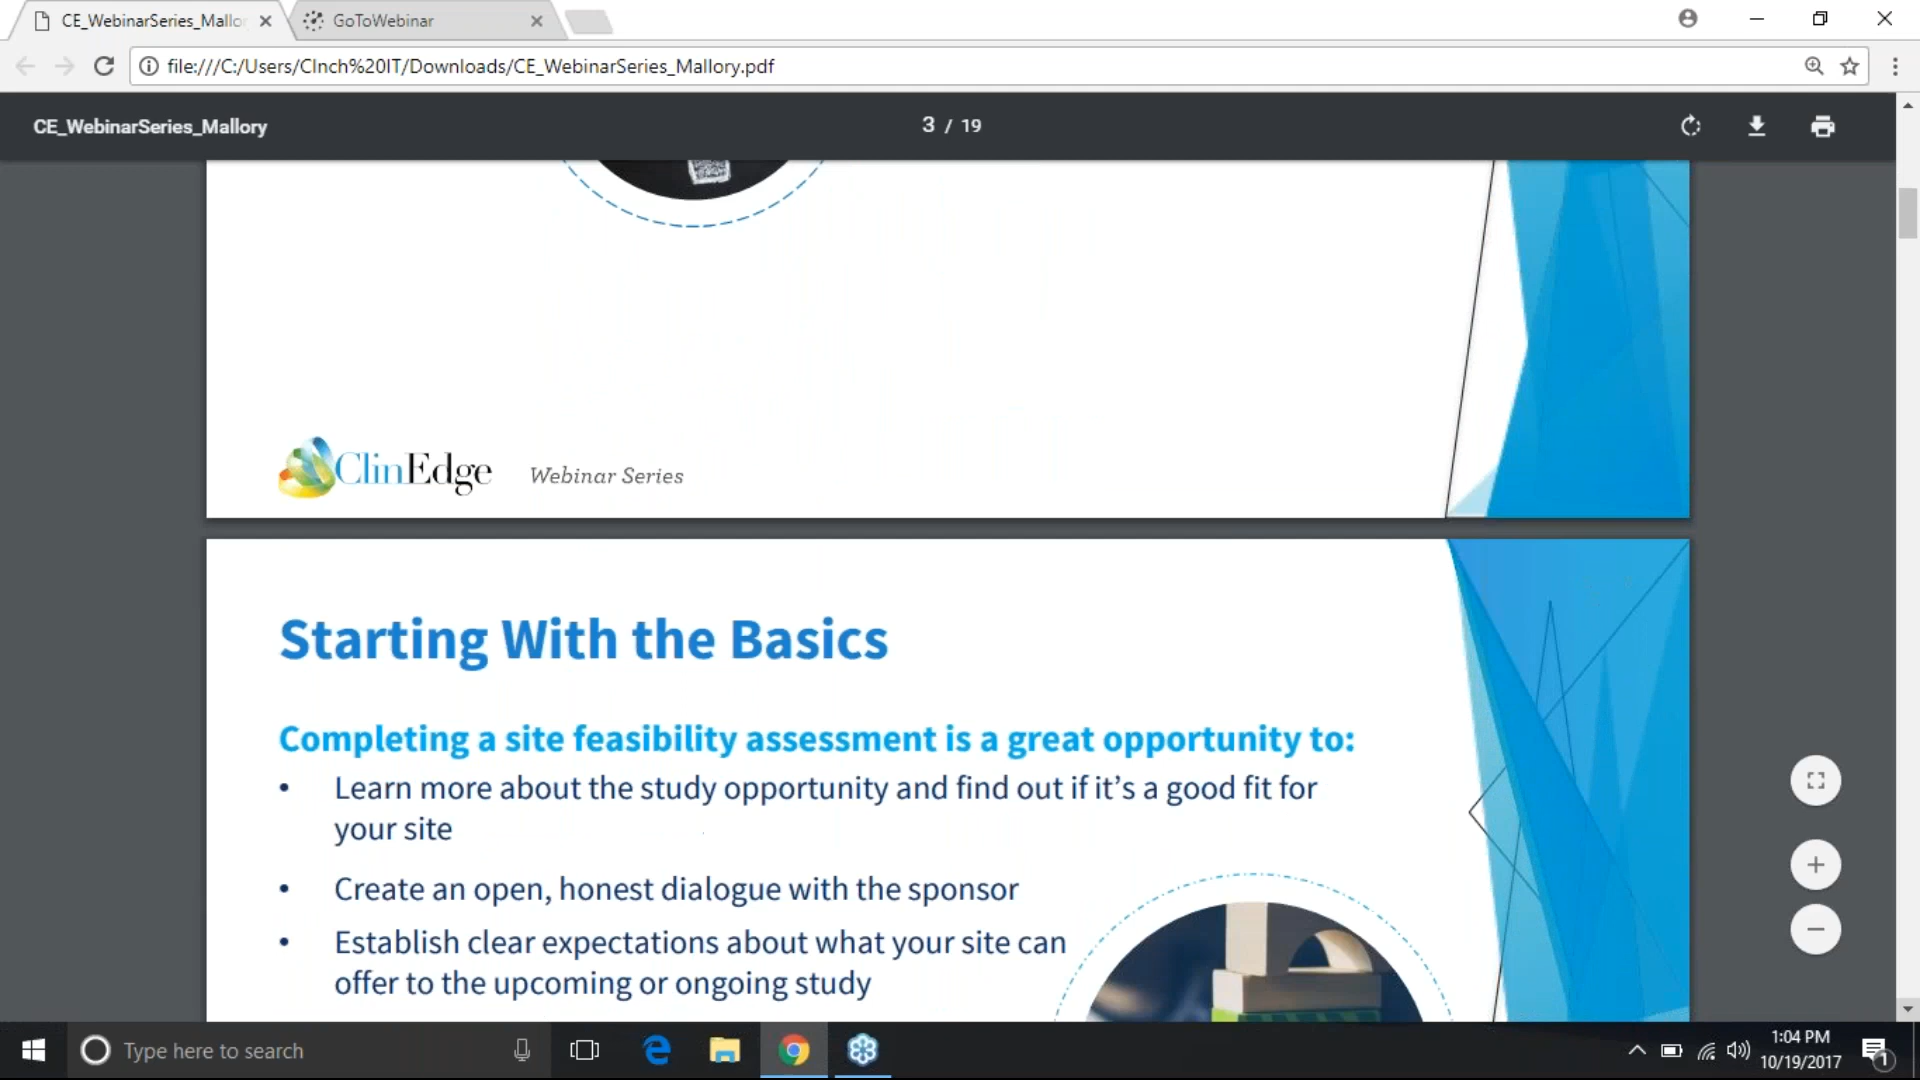 CE_WebinarSeries_Mallor
GoToWebinar
file:///C:/Users/CInch%20IT/Downloads/CE_WebinarSeries_Mallory.pdf
CE_WebinarSeries_Mallory
3 / 19
ClinEdge
Webinar Series
Starting With the Basics
Completing a site feasibility assessment is a great opportunity to:
• Learn more about the study opportunity and find out if it's a good fit for
your site
• Create an open, honest dialogue with the sponsor
• Establish clear expectations about what your site can
offer to the upcoming or ongoing study
Type here to search
1:04 PM
10/19/2017
1